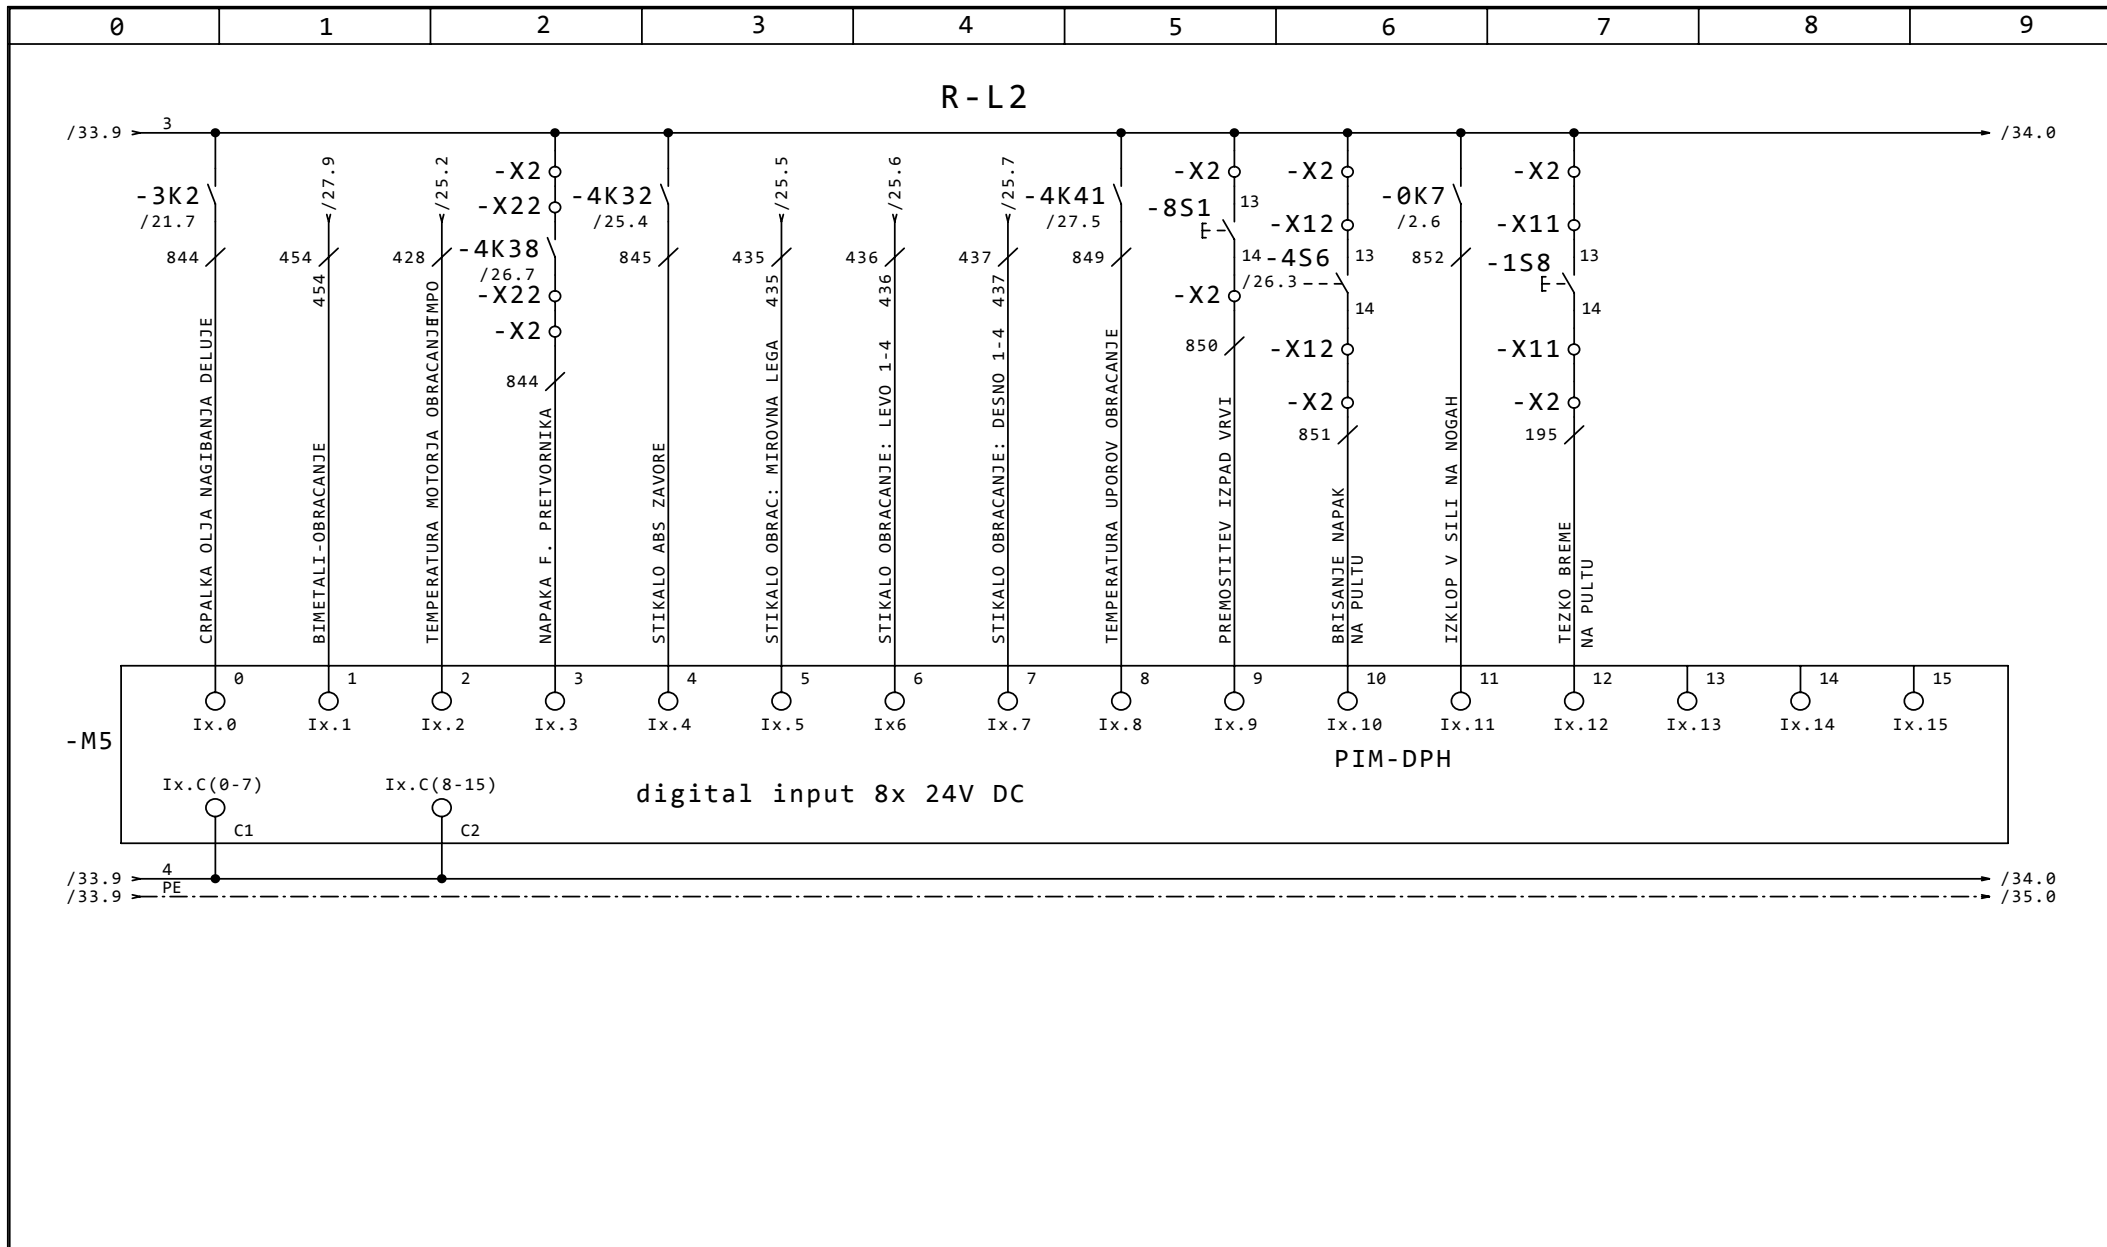 0 1 2 3 4 5 6 7 8 9
R-L2
/33.9 3 /34.0
-3K2
/21.7
844
CRPALKA OLJA NAGIBANJA DELUJE
/27.9
454
454
BIMETALI-OBRACANJE
/25.2
428
TEMPERATURA MOTORJA OBRACANJE
-X2
-X22
-4K38
/26.7
-X22
-X2
844
NAPAKA F. PRETVORNIKA
-4K32
/25.4
845
STIKALO ABS ZAVORE
/25.5
435
435
STIKALO OBRAC: MIROVNA LEGA
/25.6
436
436
STIKALO OBRACANJE: LEVO 1-4
/25.7
437
437
STIKALO OBRACANJE: DESNO 1-4
-4K41
/27.5
849
TEMPERATURA UPOROV OBRACANJE
-X2
-8S1
13
14
-X2
850
PREMOSTITEV IZPAD VRVI
-X2
-X12
-4S6
13
/26.3
14
-X12
-X2
851
BRISANJE NAPAK
NA PULTU
-0K7
/2.6
852
IZKLOP V SILI NA NOGAH
-X2
-X11
-1S8
13
14
-X11
-X2
195
TEZKO BREME
NA PULTU
0 1 2 3 4 5 6 7 8 9 10 11 12 13 14 15
Ix.0 Ix.1 Ix.2 Ix.3 Ix.4 Ix.5 Ix6 Ix.7 Ix.8 Ix.9 Ix.10 Ix.11 Ix.12 Ix.13 Ix.14 Ix.15
-M5
PIM-DPH
Ix.C(0-7) Ix.C(8-15)
digital input 8x 24V DC
C1 C2
/33.9 4 /34.0
/33.9 PE /35.0